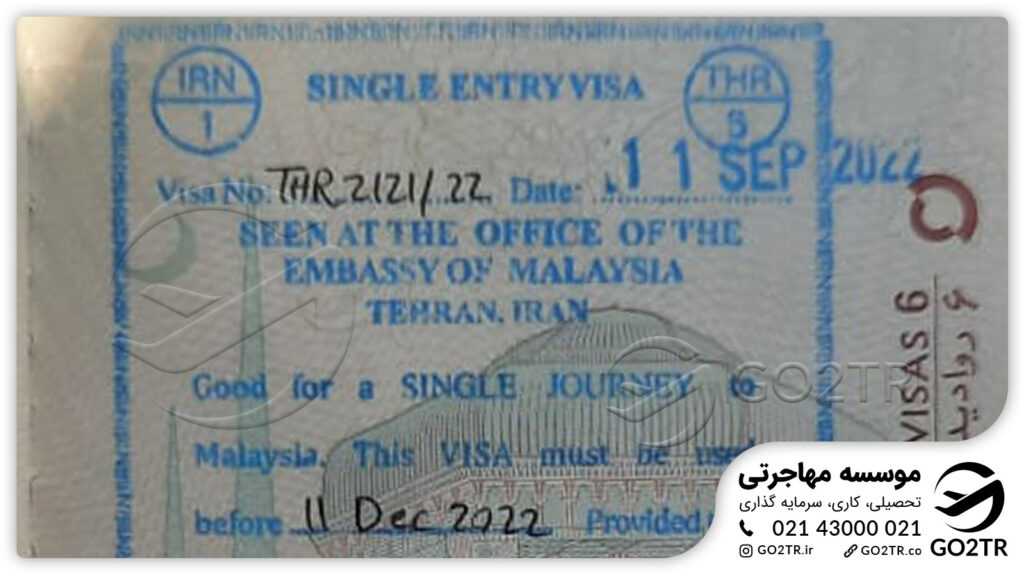 IRN
1
SINGLE ENTRY VISA
THR
Visa No: THR 2121/22 Date: 11 SEP 2022
SEEN AT THE OFFICE OF THE
EMBASSY OF MALAYSIA
TEHRAN, IRAN
Good for a SINGLE JOURNEY to
Malaysia. This VISA must be used
before 11 Dec 2022 Provided
VISAS 6
۶ روادید
GO2TR
موسسه مهاجرتی
تحصیلی، کاری، سرمایه گذاری
021 43000 021
GO2TR.ir GO2TR.co
GO2TR